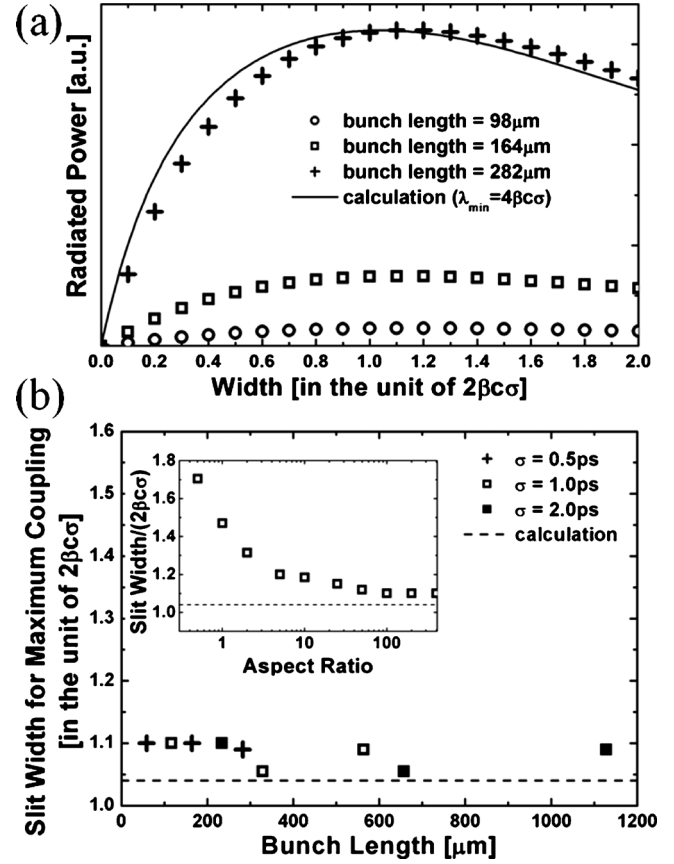 (a)
Radiated Power [a.u.]
bunch length = 98μm
bunch length = 164μm
bunch length = 282μm
calculation (λmin=4βcσ)
0.0 0.2 0.4 0.6 0.8 1.0 1.2 1.4 1.6 1.8 2.0
Width [in the unit of 2βcσ]
(b)
Slit Width for Maximum Coupling
[in the unit of 2βcσ]
1.6
1.5
1.4
1.3
1.2
1.1
1.0
Slit Width/(2βcσ)
1.8
1.6
1.4
1.2
1.0
1 10 100
Aspect Ratio
σ = 0.5ps
σ = 1.0ps
σ = 2.0ps
calculation
0 200 400 600 800 1000 1200
Bunch Length [μm]